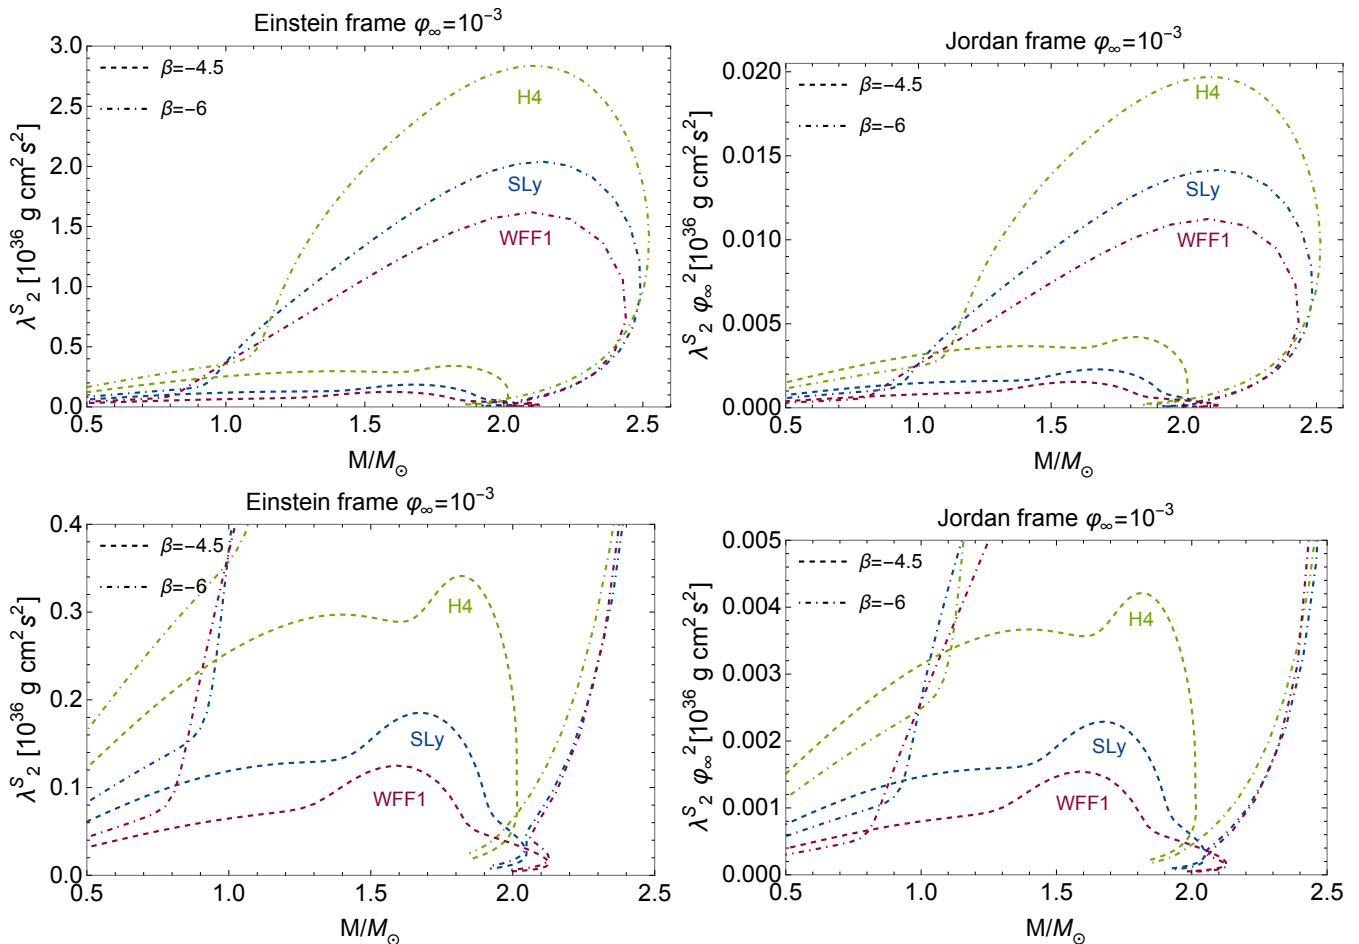 Einstein frame φ∞=10⁻³
β=-4.5
β=-6
H4
SLy
WFF1
λˢ₂ [10³⁶ g cm² s²]
3.0
2.5
2.0
1.5
1.0
0.5
0.0
0.5 1.0 1.5 2.0 2.5
M/M⊙
Jordan frame φ∞=10⁻³
β=-4.5
β=-6
H4
SLy
WFF1
λˢ₂ φ∞² [10³⁶ g cm² s²]
0.020
0.015
0.010
0.005
0.000
0.5 1.0 1.5 2.0 2.5
M/M⊙
Einstein frame φ∞=10⁻³
β=-4.5
β=-6
H4
SLy
WFF1
λˢ₂ [10³⁶ g cm² s²]
0.4
0.3
0.2
0.1
0.0
0.5 1.0 1.5 2.0 2.5
M/M⊙
Jordan frame φ∞=10⁻³
β=-4.5
β=-6
H4
SLy
WFF1
λˢ₂ φ∞² [10³⁶ g cm² s²]
0.005
0.004
0.003
0.002
0.001
0.000
0.5 1.0 1.5 2.0 2.5
M/M⊙